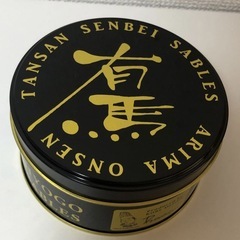 TANSAN SENBEI SABLES ARIMA ONSEN
有馬